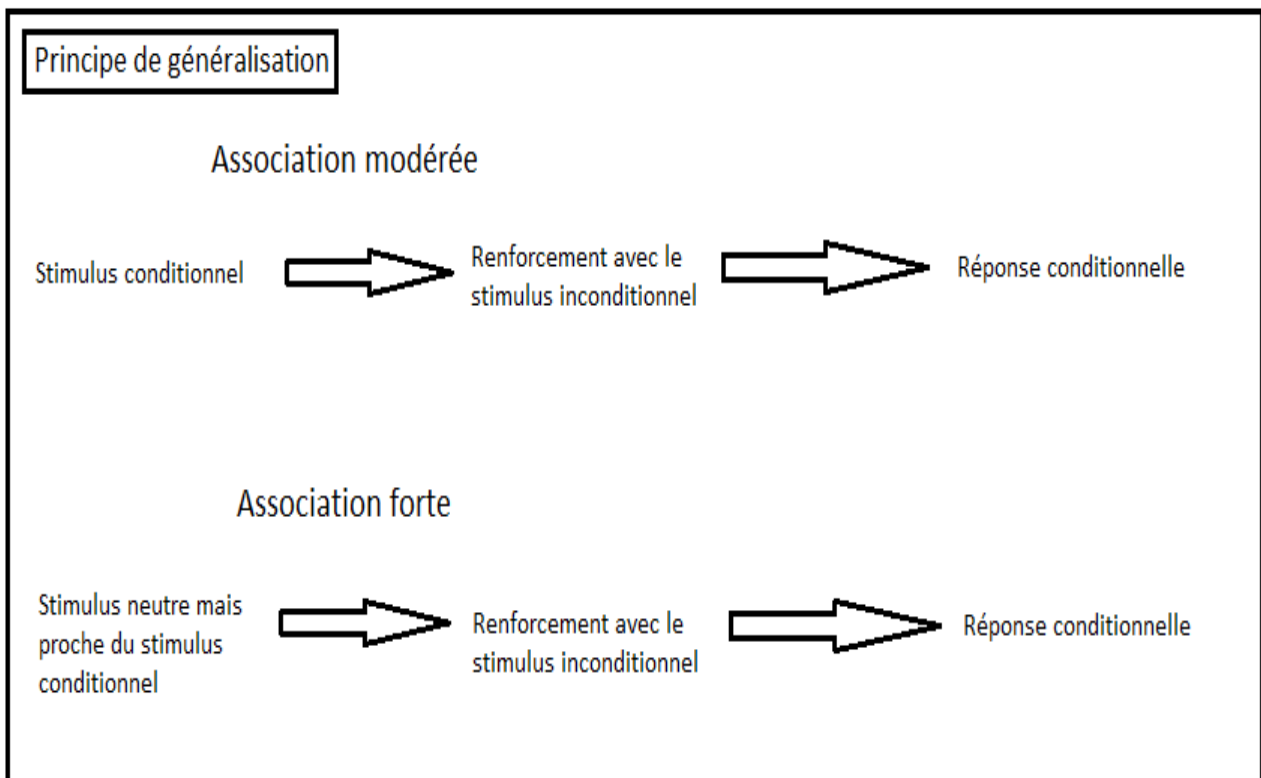 Principe de généralisation
Association modérée
Stimulus conditionnel
Renforcement avec le
stimulus inconditionnel
Réponse conditionnelle
Association forte
Stimulus neutre mais
proche du stimulus
conditionnel
Renforcement avec le
stimulus inconditionnel
Réponse conditionnelle